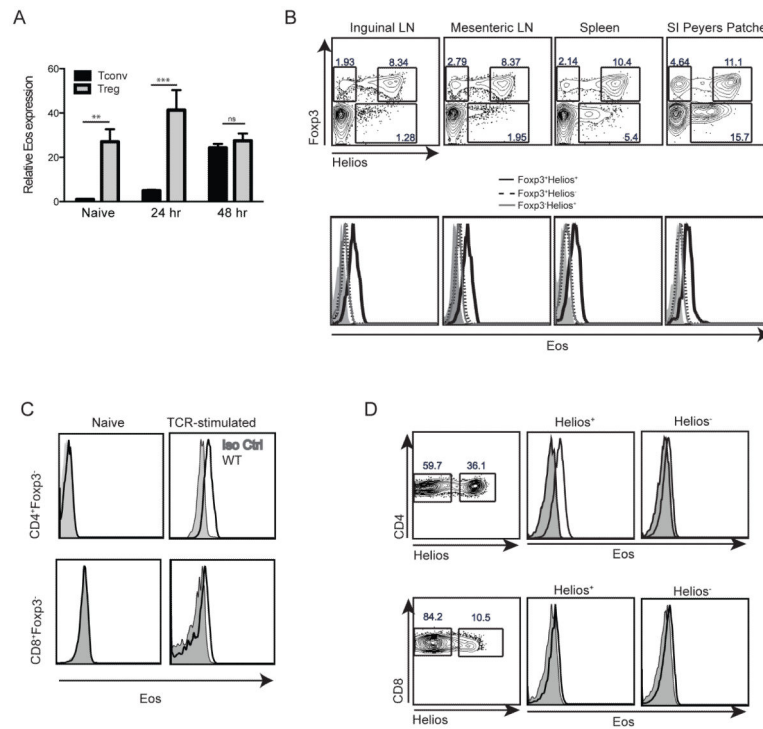 A
Relative Eos expression
60
40
20
0
Tconv
Treg
**
***
ns
Naive
24 hr
48 hr
B
Inguinal LN
Mesenteric LN
Spleen
SI Peyers Patche
1.93
8.34
1.28
2.79
8.37
1.95
2.14
10.4
5.4
4.64
11.1
15.7
Foxp3
Helios
Foxp3⁺Helios⁺
Foxp3⁺Helios⁻
Foxp3⁻Helios⁻
Eos
C
Naive
TCR-stimulated
Iso Ctrl
WT
CD4⁺Foxp3⁻
CD8⁺Foxp3⁻
Eos
D
Helios⁺
Helios⁻
59.7
36.1
CD4
Helios
Eos
Helios⁺
Helios⁻
84.2
10.5
CD8
Helios
Eos